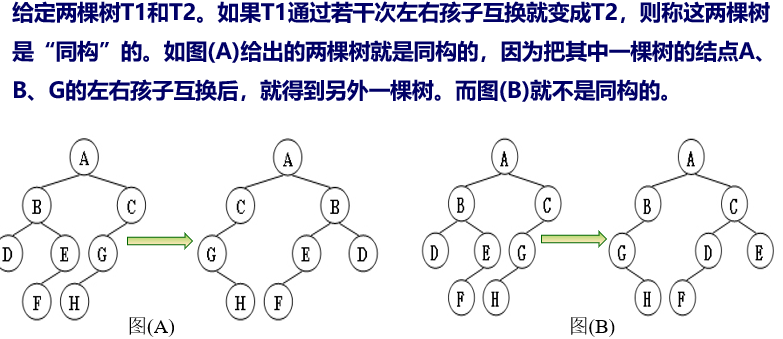 给定两棵树T1和T2。如果T1通过若干次左右孩子互换就变成T2，则称这两棵树
是“同构”的。如图(A)给出的两棵树就是同构的，因为把其中一棵树的结点A、
B、G的左右孩子互换后，就得到另外一棵树。而图(B)就不是同构的。
A A A A
B C C B B C B C
D E G G E D D E G G D E
F H H F F H H F
图(A) 图(B)